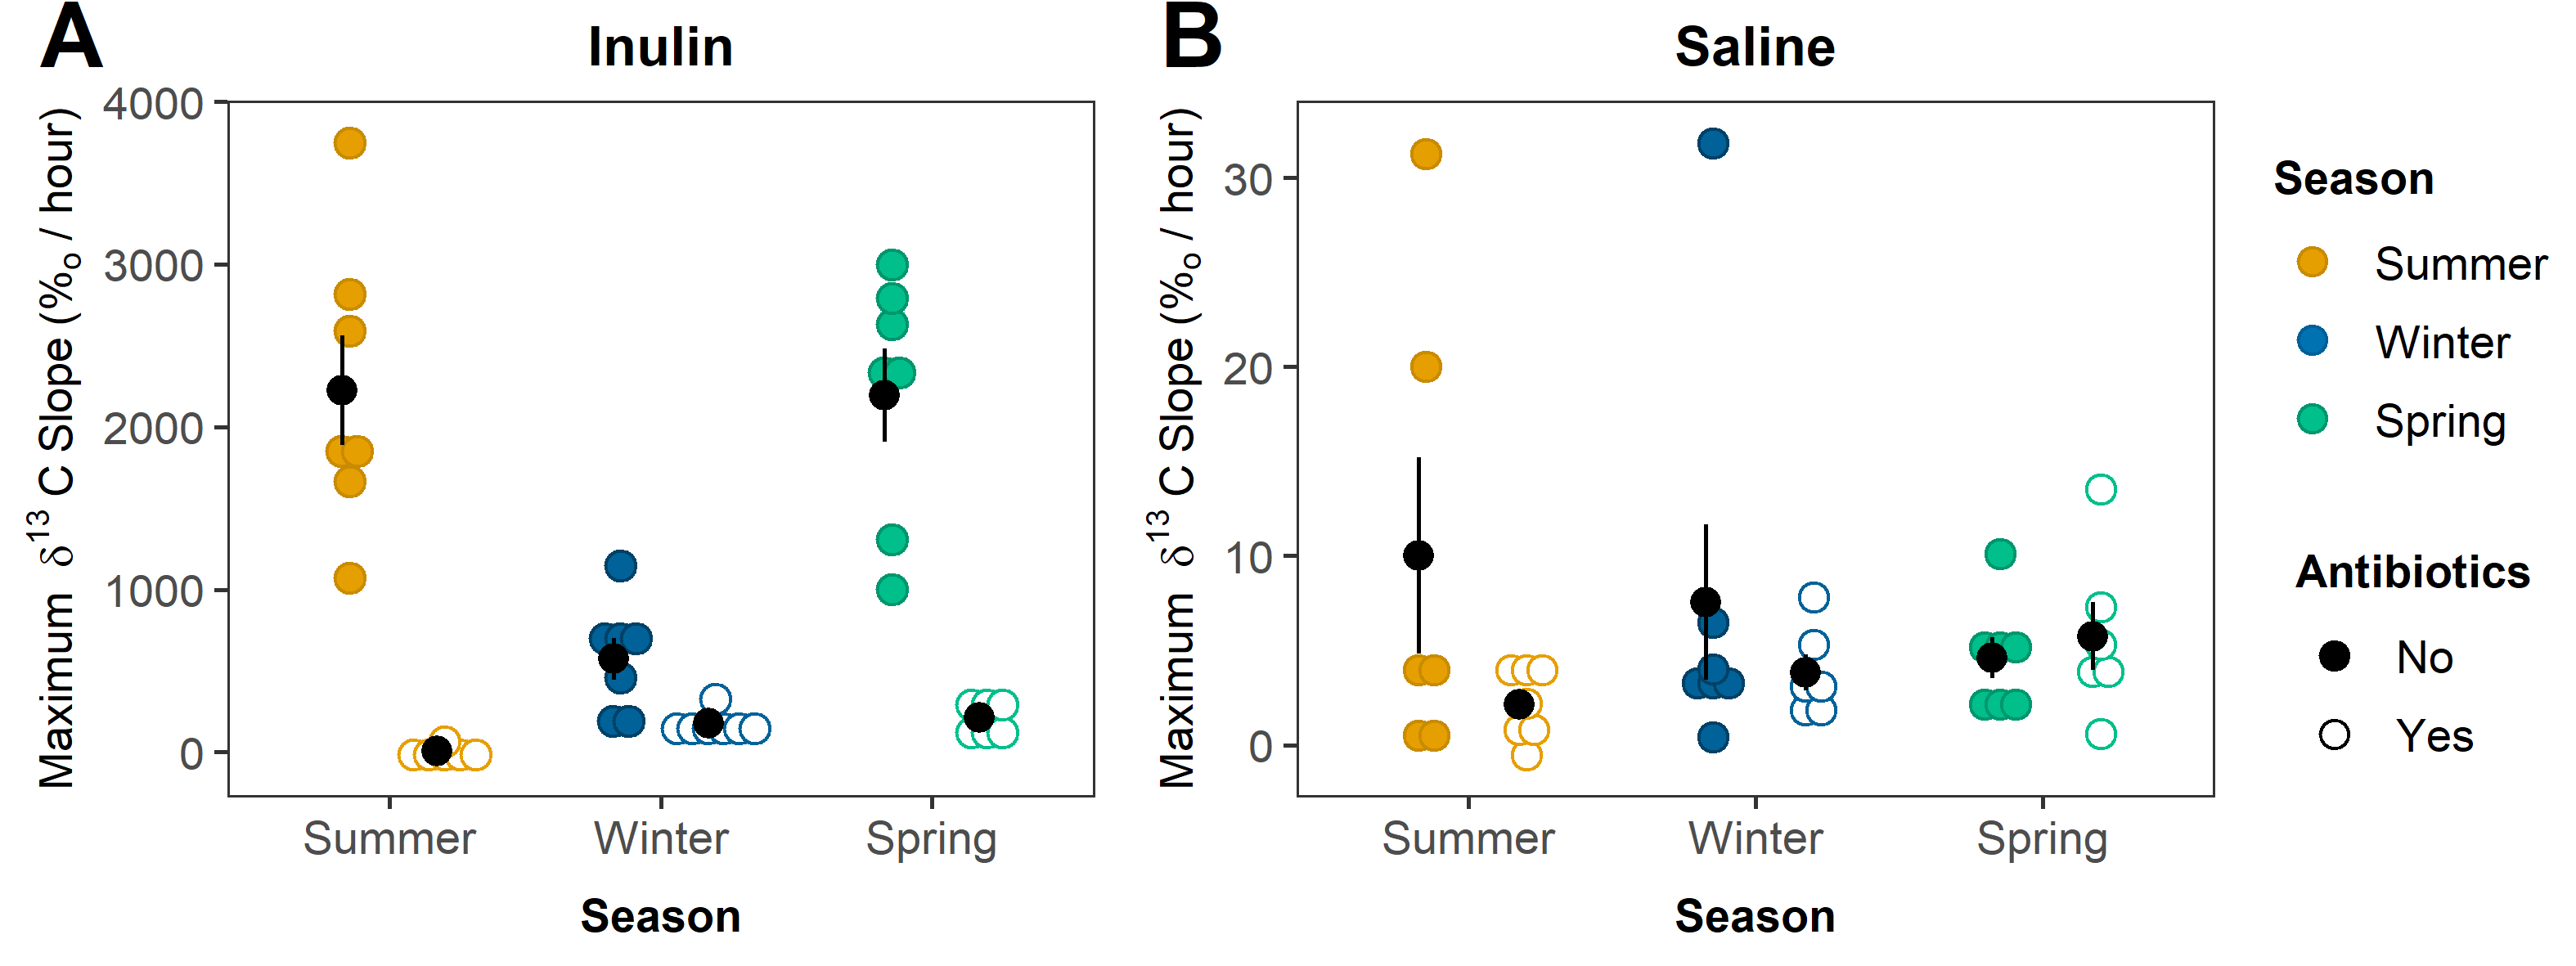 A
Inulin
Maximum δ¹³ C Slope (‰ / hour)
4000
3000
2000
1000
0
Summer
Winter
Spring
Season
B
Saline
Maximum δ¹³ C Slope (‰ / hour)
30
20
10
0
Summer
Winter
Spring
Season
Season
Summer
Winter
Spring
Antibiotics
No
Yes